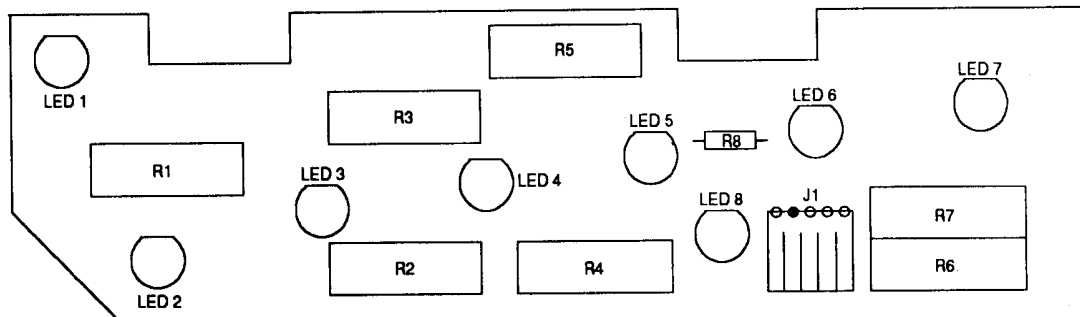 R5
LED 7
LED 1
LED 6
R3
LED 5
R8
R1
LED 3
LED 4
LED 8
J1
R7
R2
R4
R6
LED 2